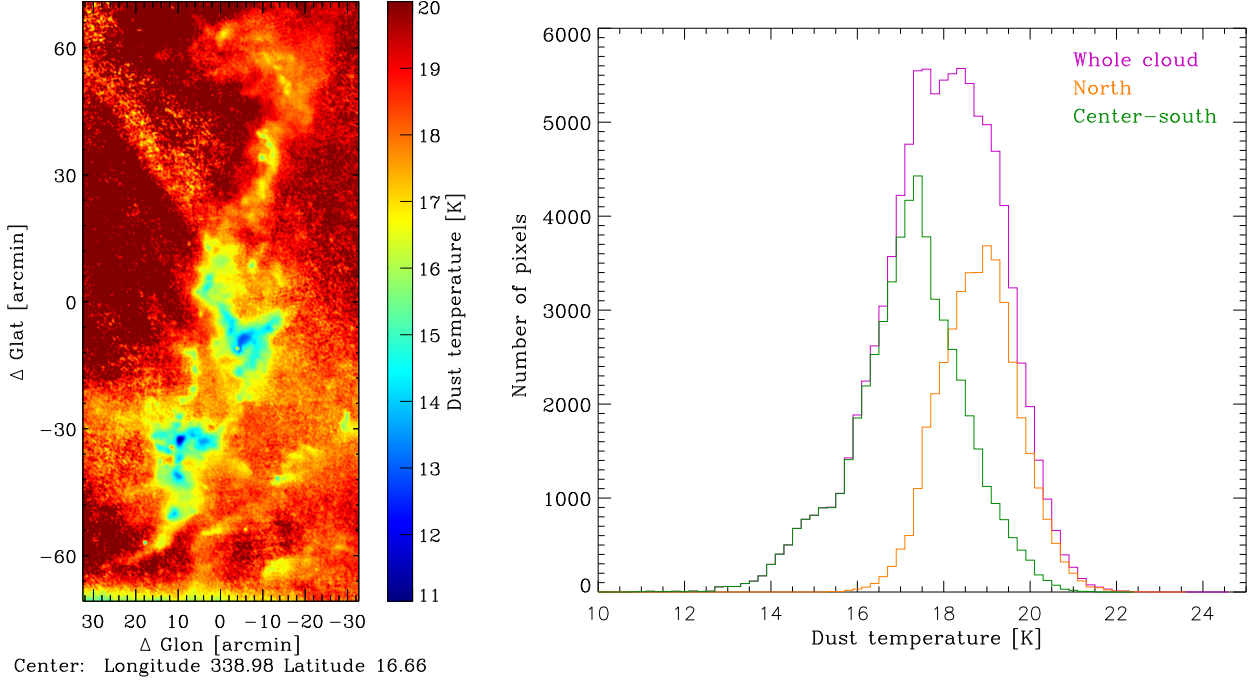 60
30
0
−30
−60
Δ Glat [arcmin]
30 20 10 0 −10 −20 −30
Δ Glon [arcmin]
Center: Longitude 338.98 Latitude 16.66
20
19
18
17
16
15
14
13
12
11
Dust temperature [K]
6000
5000
4000
3000
2000
1000
0
Number of pixels
Whole cloud
North
Center−south
10 12 14 16 18 20 22 24
Dust temperature [K]